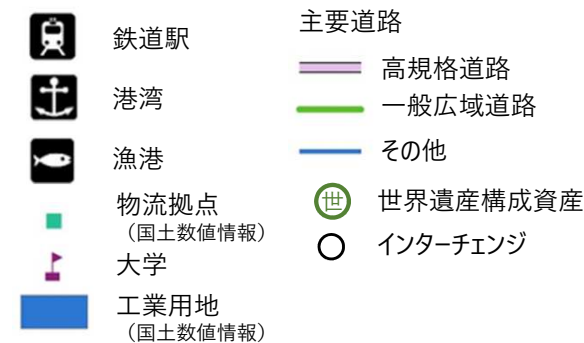 鉄道駅
港湾
漁港
物流拠点
（国土数値情報）
大学
工業用地
（国土数値情報）
主要道路
高規格道路
一般広域道路
その他
世 世界遺産構成資産
インターチェンジ